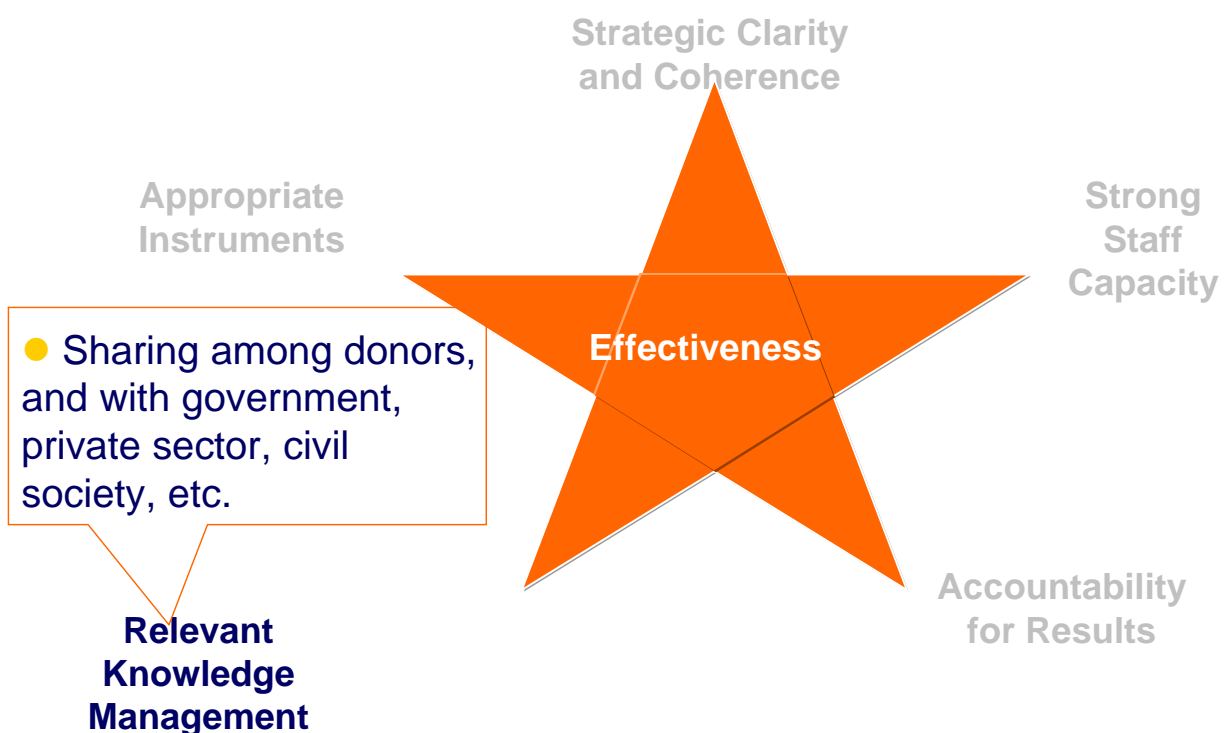 Strategic Clarity
and Coherence
Appropriate
Instruments
Strong
Staff
Capacity
Effectiveness
● Sharing among donors,
and with government,
private sector, civil
society, etc.
Accountability
for Results
Relevant
Knowledge
Management